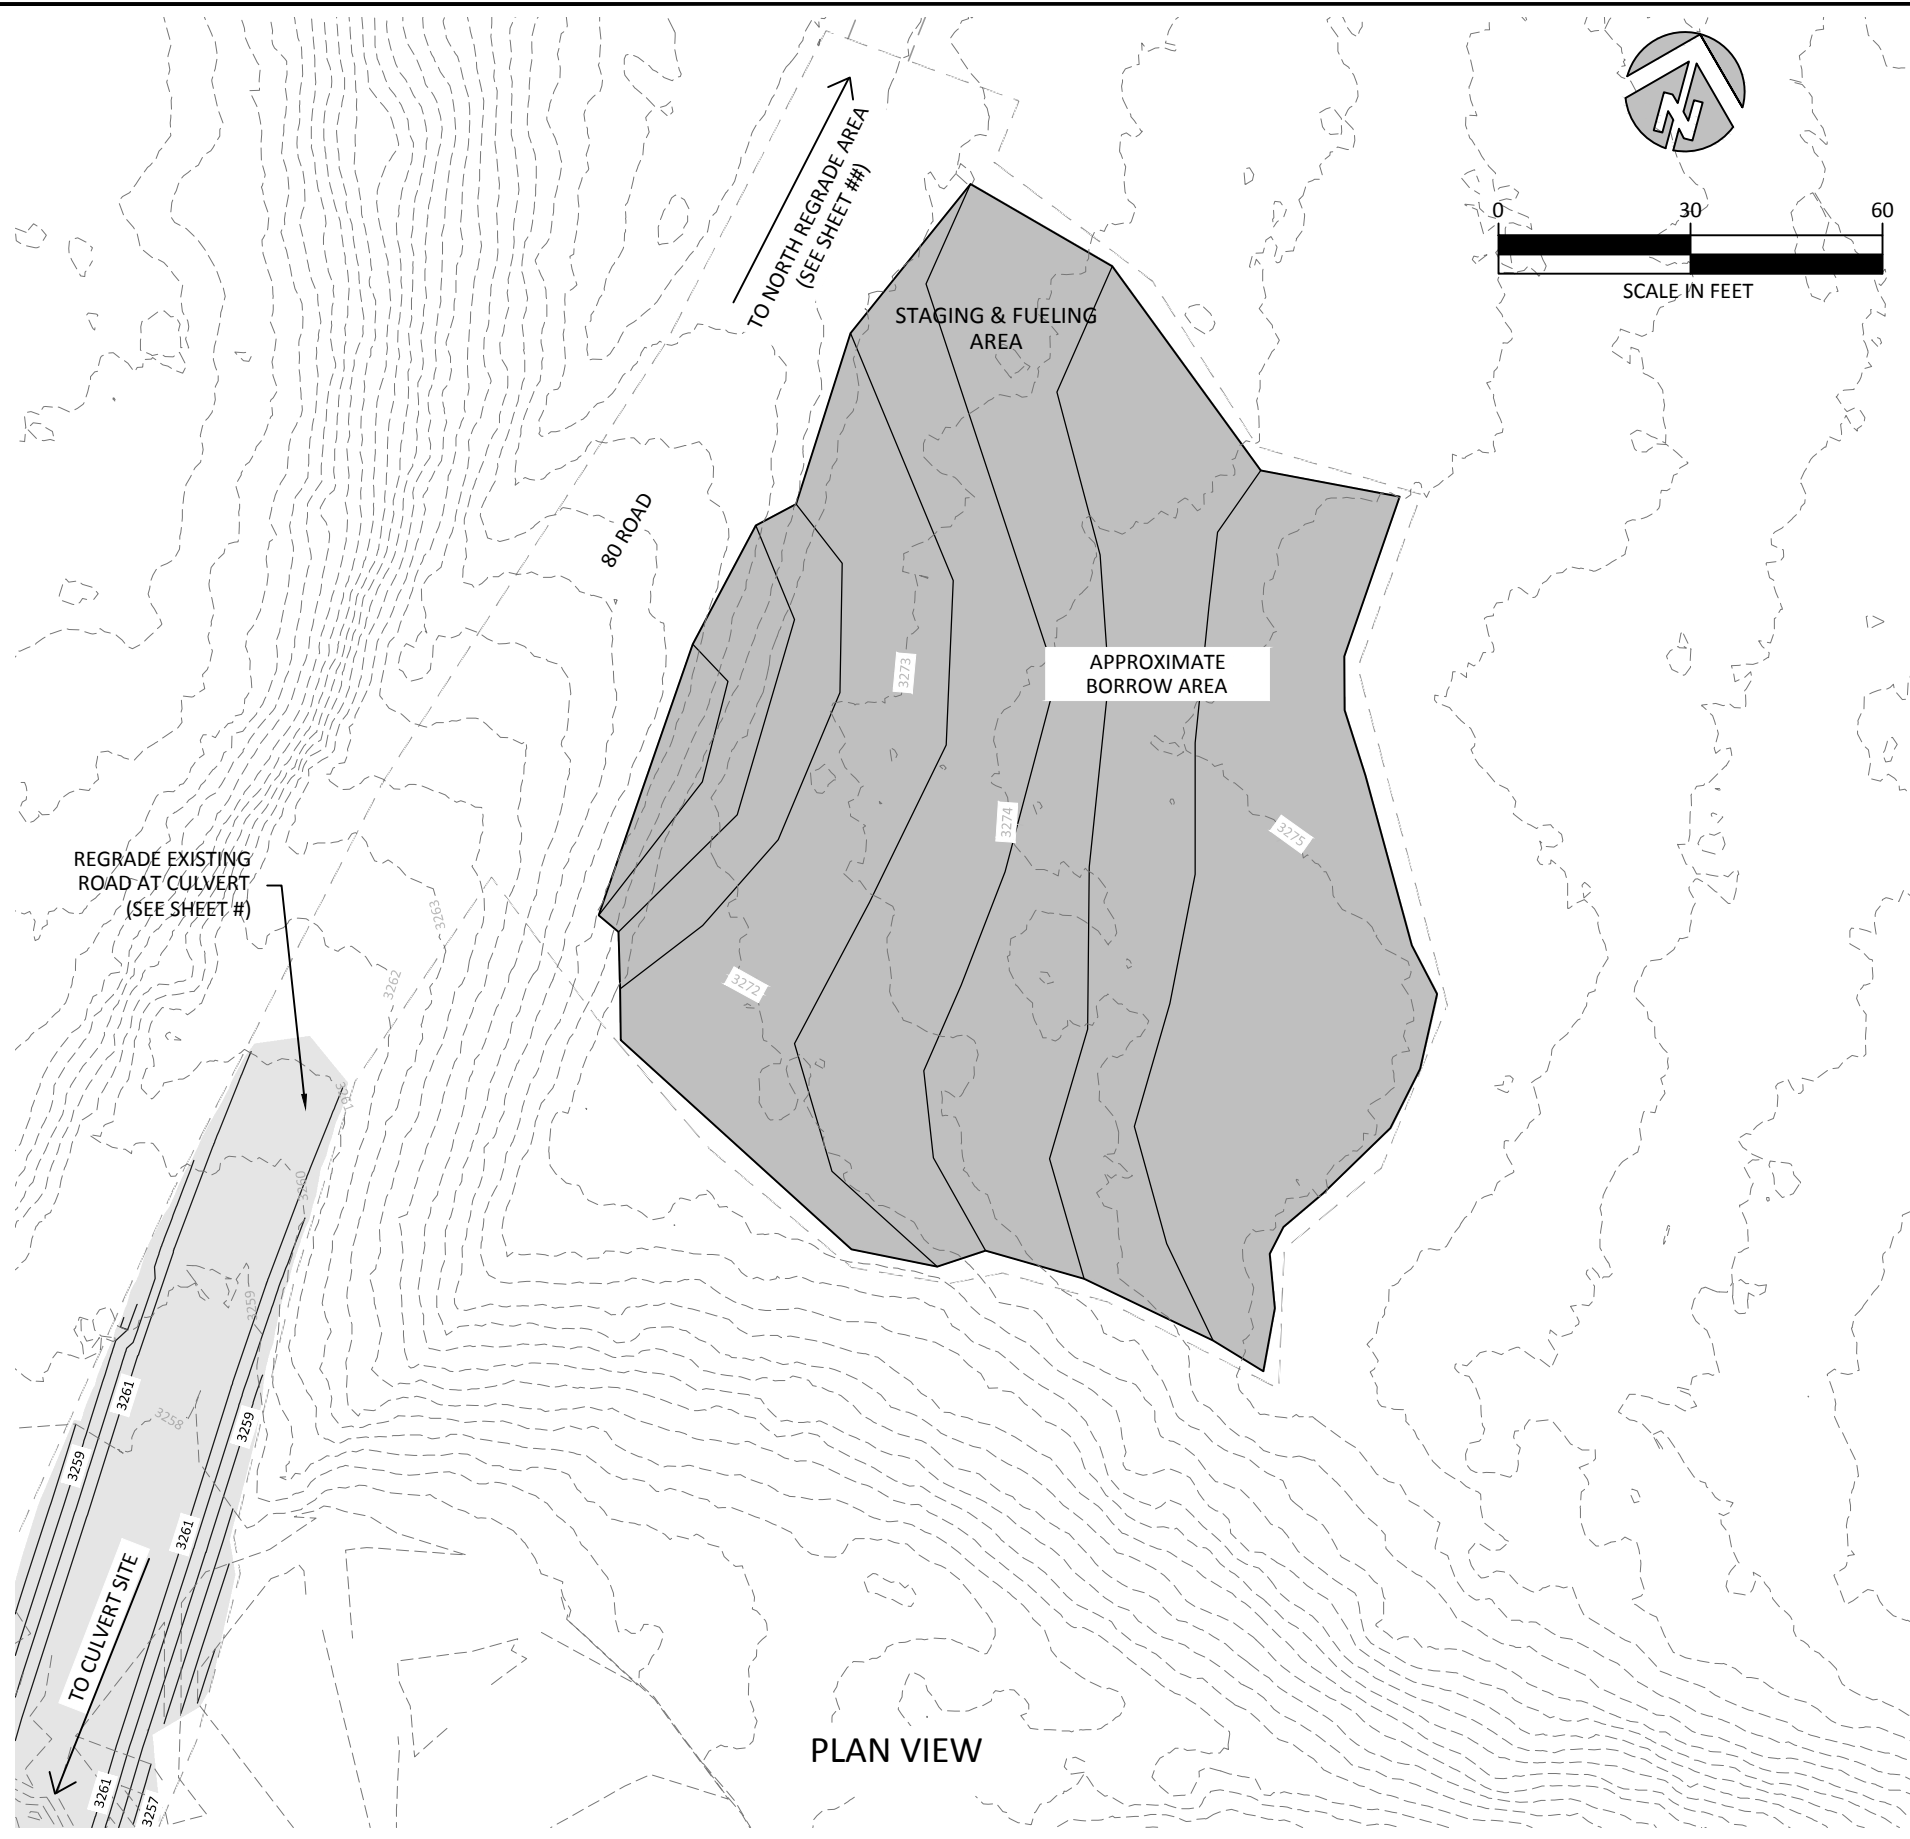 N
0 30 60
SCALE IN FEET
TO NORTH REGRADE AREA
(SEE SHEET ##)
STAGING & FUELING
AREA
80 ROAD
APPROXIMATE
BORROW AREA
3273
3274
3275
3272
REGRADE EXISTING
ROAD AT CULVERT
(SEE SHEET #)
3263
3262
3261
3260
3259
3258
3261
3259
3259
3261
TO CULVERT SITE
3261
3257
PLAN VIEW